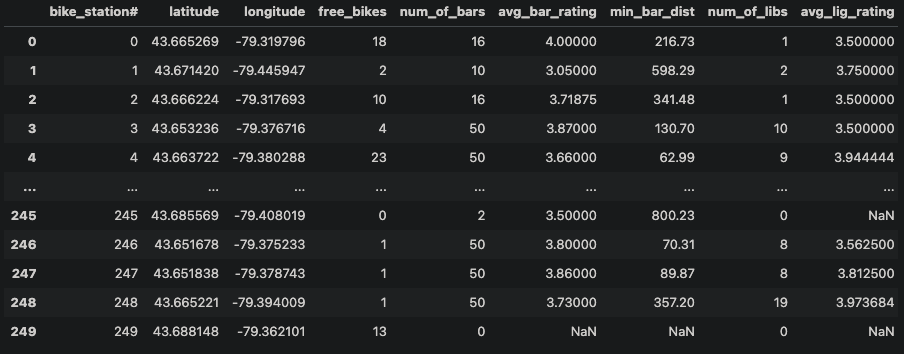 bike_station# latitude longitude free_bikes num_of_bars avg_bar_rating min_bar_dist num_of_libs avg_lig_rating
0 0 43.665269 -79.319796 18 16 4.00000 216.73 1 3.500000
1 1 43.671420 -79.445947 2 10 3.05000 598.29 2 3.750000
2 2 43.666224 -79.317693 10 16 3.71875 341.48 1 3.500000
3 3 43.653236 -79.376716 4 50 3.87000 130.70 10 3.500000
4 4 43.663722 -79.380288 23 50 3.66000 62.99 9 3.944444
... ... ... ... ... ... ... ... ... ...
245 245 43.685569 -79.408019 0 2 3.50000 800.23 0 NaN
246 246 43.651678 -79.375233 1 50 3.80000 70.31 8 3.562500
247 247 43.651838 -79.378743 1 50 3.86000 89.87 8 3.812500
248 248 43.665221 -79.394009 1 50 3.73000 357.20 19 3.973684
249 249 43.688148 -79.362101 13 0 NaN NaN 0 NaN